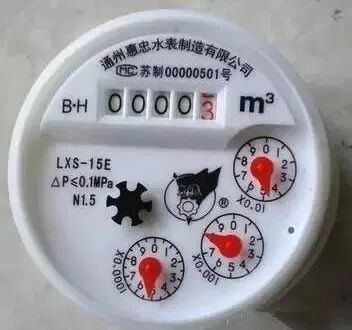 通州惠忠水表制造有限公司
MC 苏制00000501号
B·H 00003 m³
LXS-15E
△P≤0.1MPa
N1.5
®
X0.01
X0.001
X0.0001